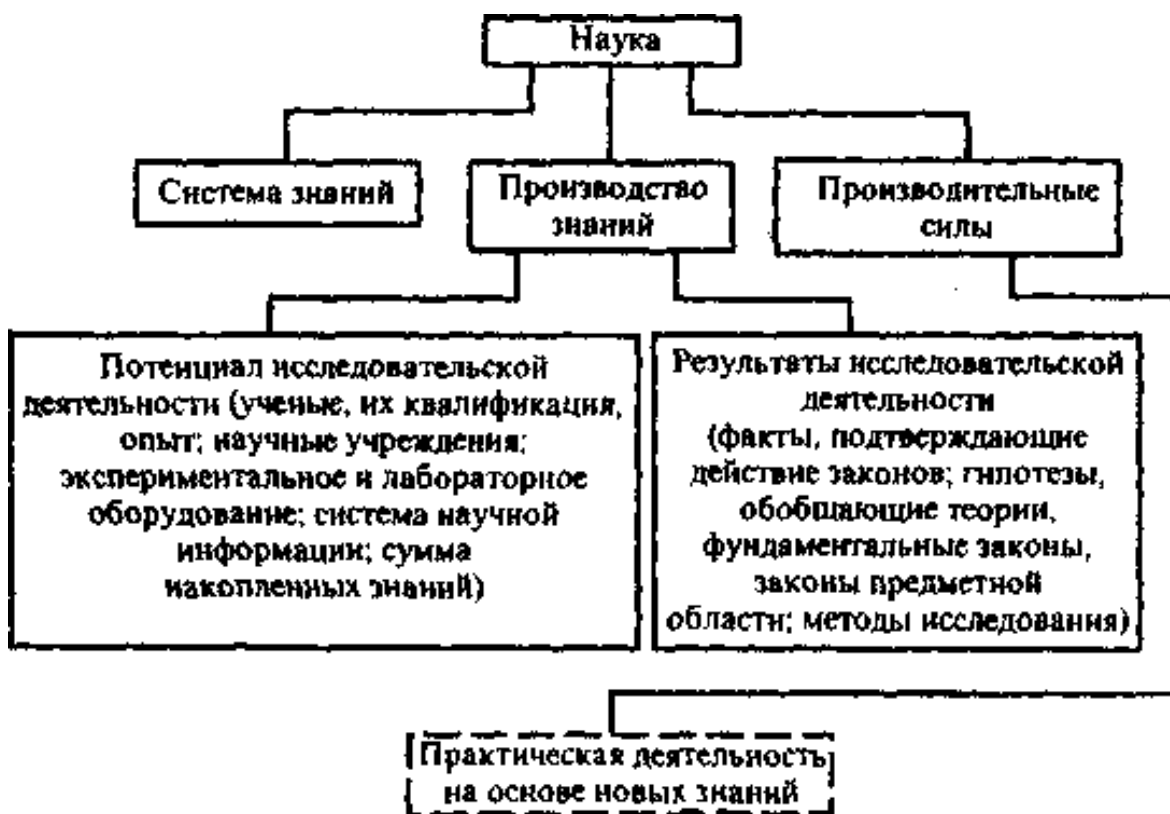 Наука
Система знаний
Производство
знаний
Производительные
силы
Потенциал исследовательской
деятельности (ученые, их квалификация,
опыт; научные учреждения;
экспериментальное и лабораторное
оборудование; система научной
информации; сумма
накопленных знаний)
Результаты исследовательской
деятельности
(факты, подтверждающие
действие законов; гипотезы,
обобщающие теории,
фундаментальные законы,
законы предметной
области; методы исследования)
Практическая деятельность
на основе новых знаний